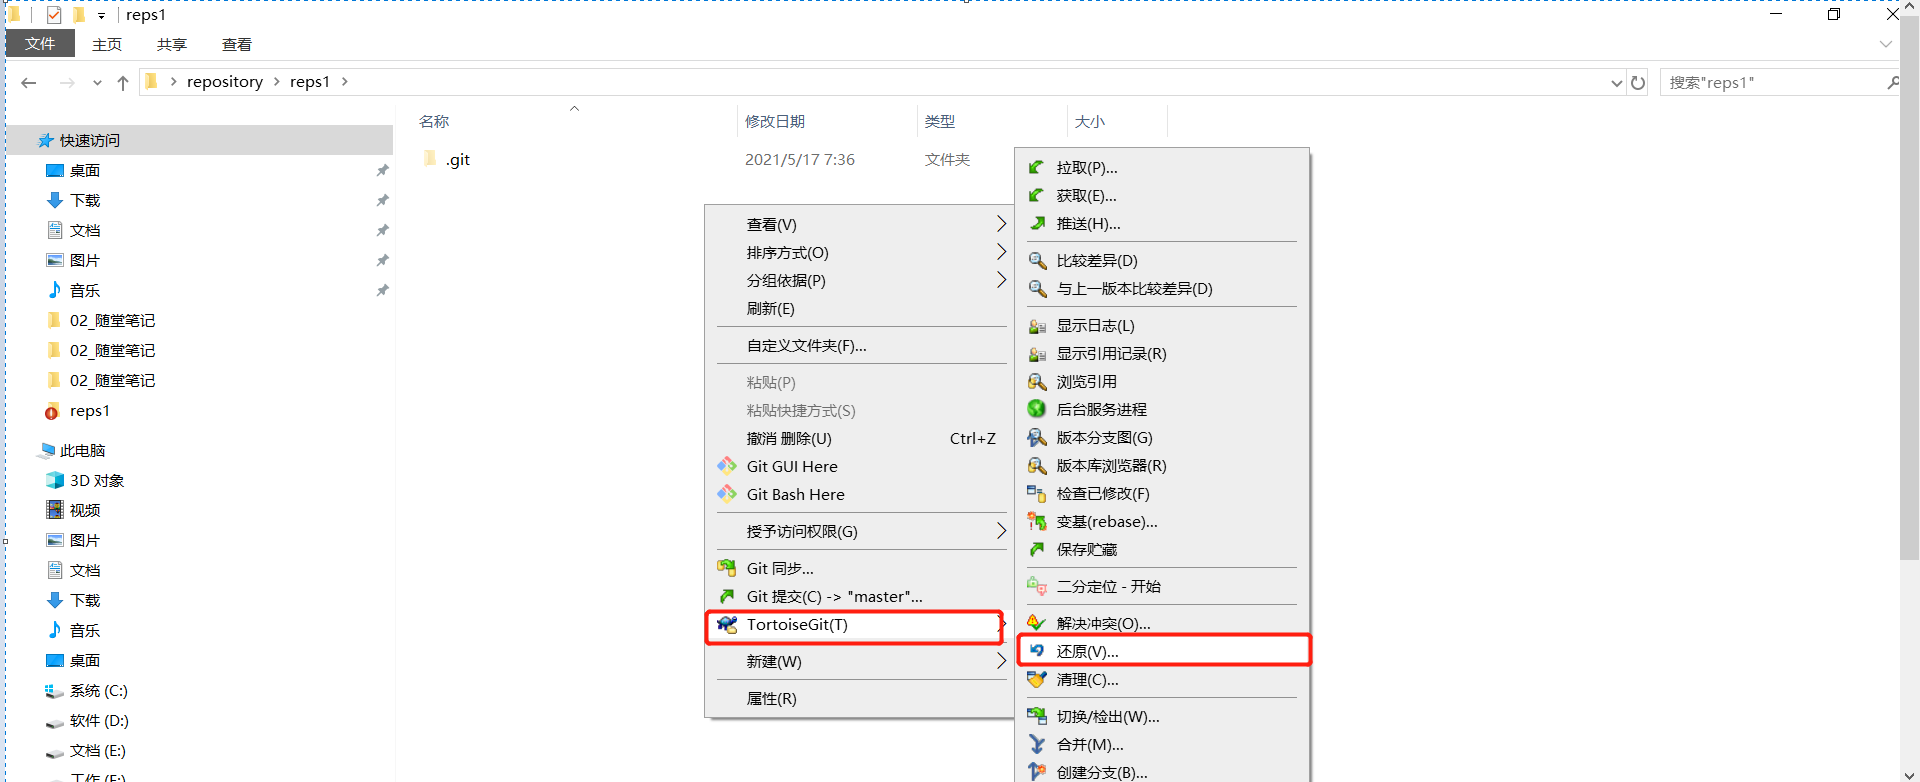 reps1
文件 主页 共享 查看
repository reps1 搜索"reps1"
名称 修改日期 类型 大小
.git 2021/5/17 7:36 文件夹
快速访问
桌面
下载
文档
图片
音乐
02_随堂笔记
02_随堂笔记
02_随堂笔记
reps1
此电脑
3D 对象
视频
图片
文档
下载
音乐
桌面
系统 (C:)
软件 (D:)
文档 (E:)
工作 (F:)
查看(V)
排序方式(O)
分组依据(P)
刷新(E)
自定义文件夹(F)...
粘贴(P)
粘贴快捷方式(S)
撤消 删除(U) Ctrl+Z
Git GUI Here
Git Bash Here
授予访问权限(G)
Git 同步...
Git 提交(C) -> "master"...
TortoiseGit(T)
新建(W)
属性(R)
拉取(P)...
获取(E)...
推送(H)...
比较差异(D)
与上一版本比较差异(D)
显示日志(L)
显示引用记录(R)
浏览引用
后台服务进程
版本分支图(G)
版本库浏览器(R)
检查已修改(F)
变基(rebase)...
保存贮藏
二分定位 - 开始
解决冲突(O)...
还原(V)...
清理(C)...
切换/检出(W)...
合并(M)...
创建分支(B)...